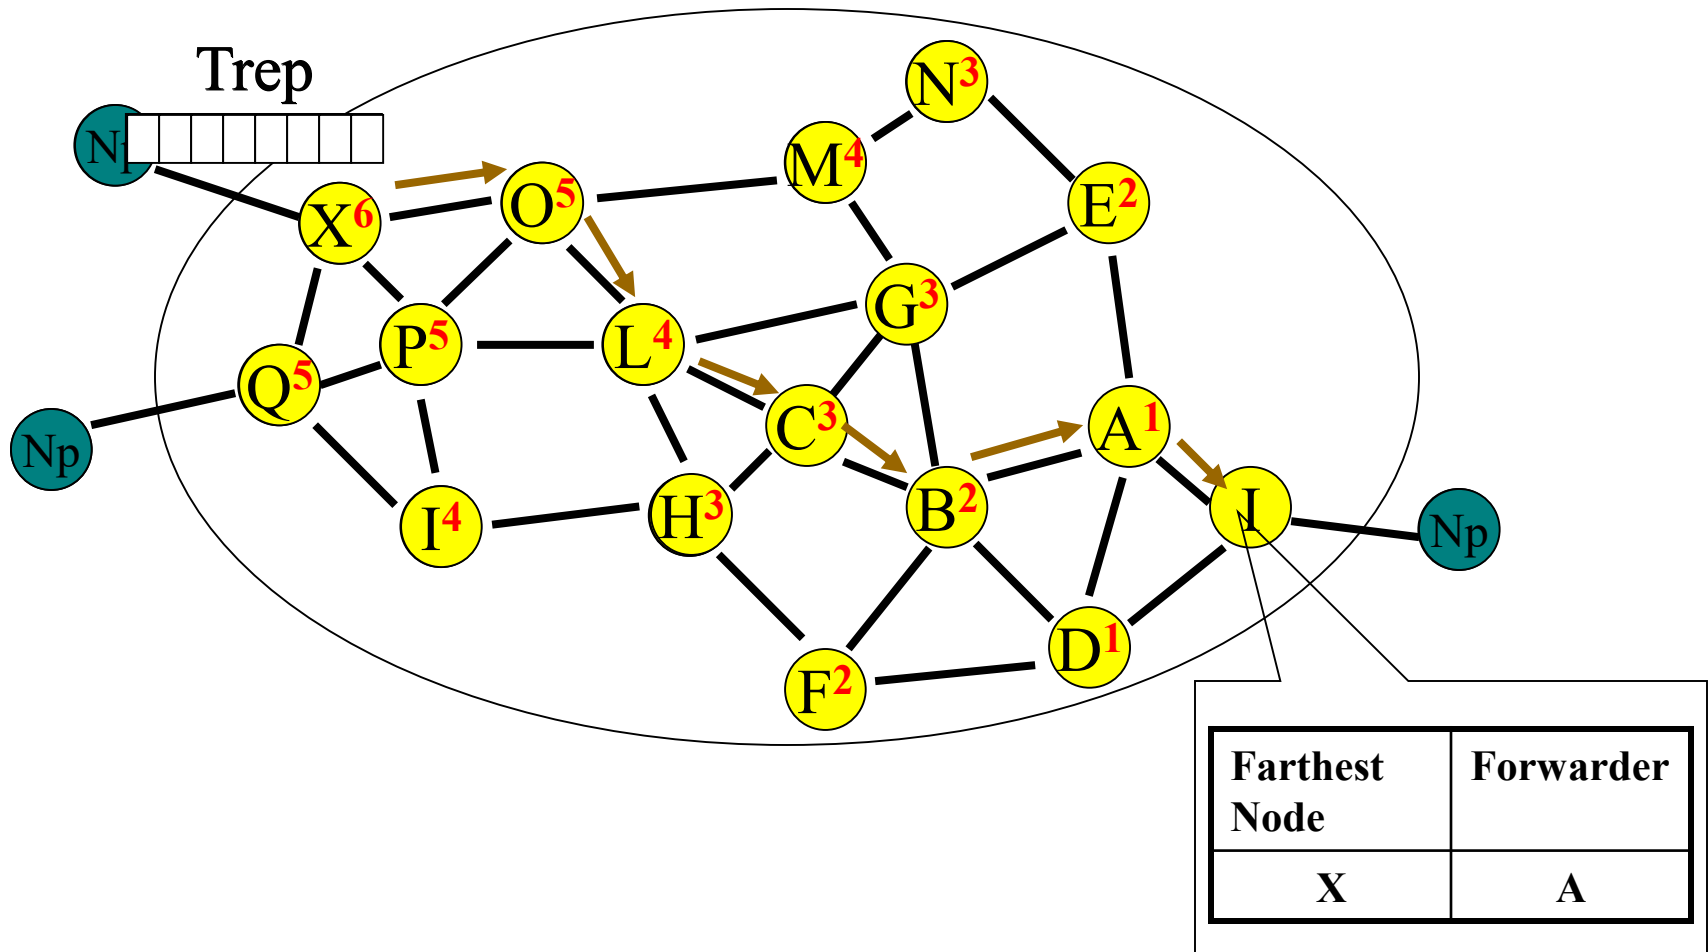 Trep
Np
N3
M4
X6
O5
E2
G3
P5
L4
Q5
C3
A1
Np
I4
H3
B2
I
Np
D1
F2
Farthest Forwarder
Node
X A